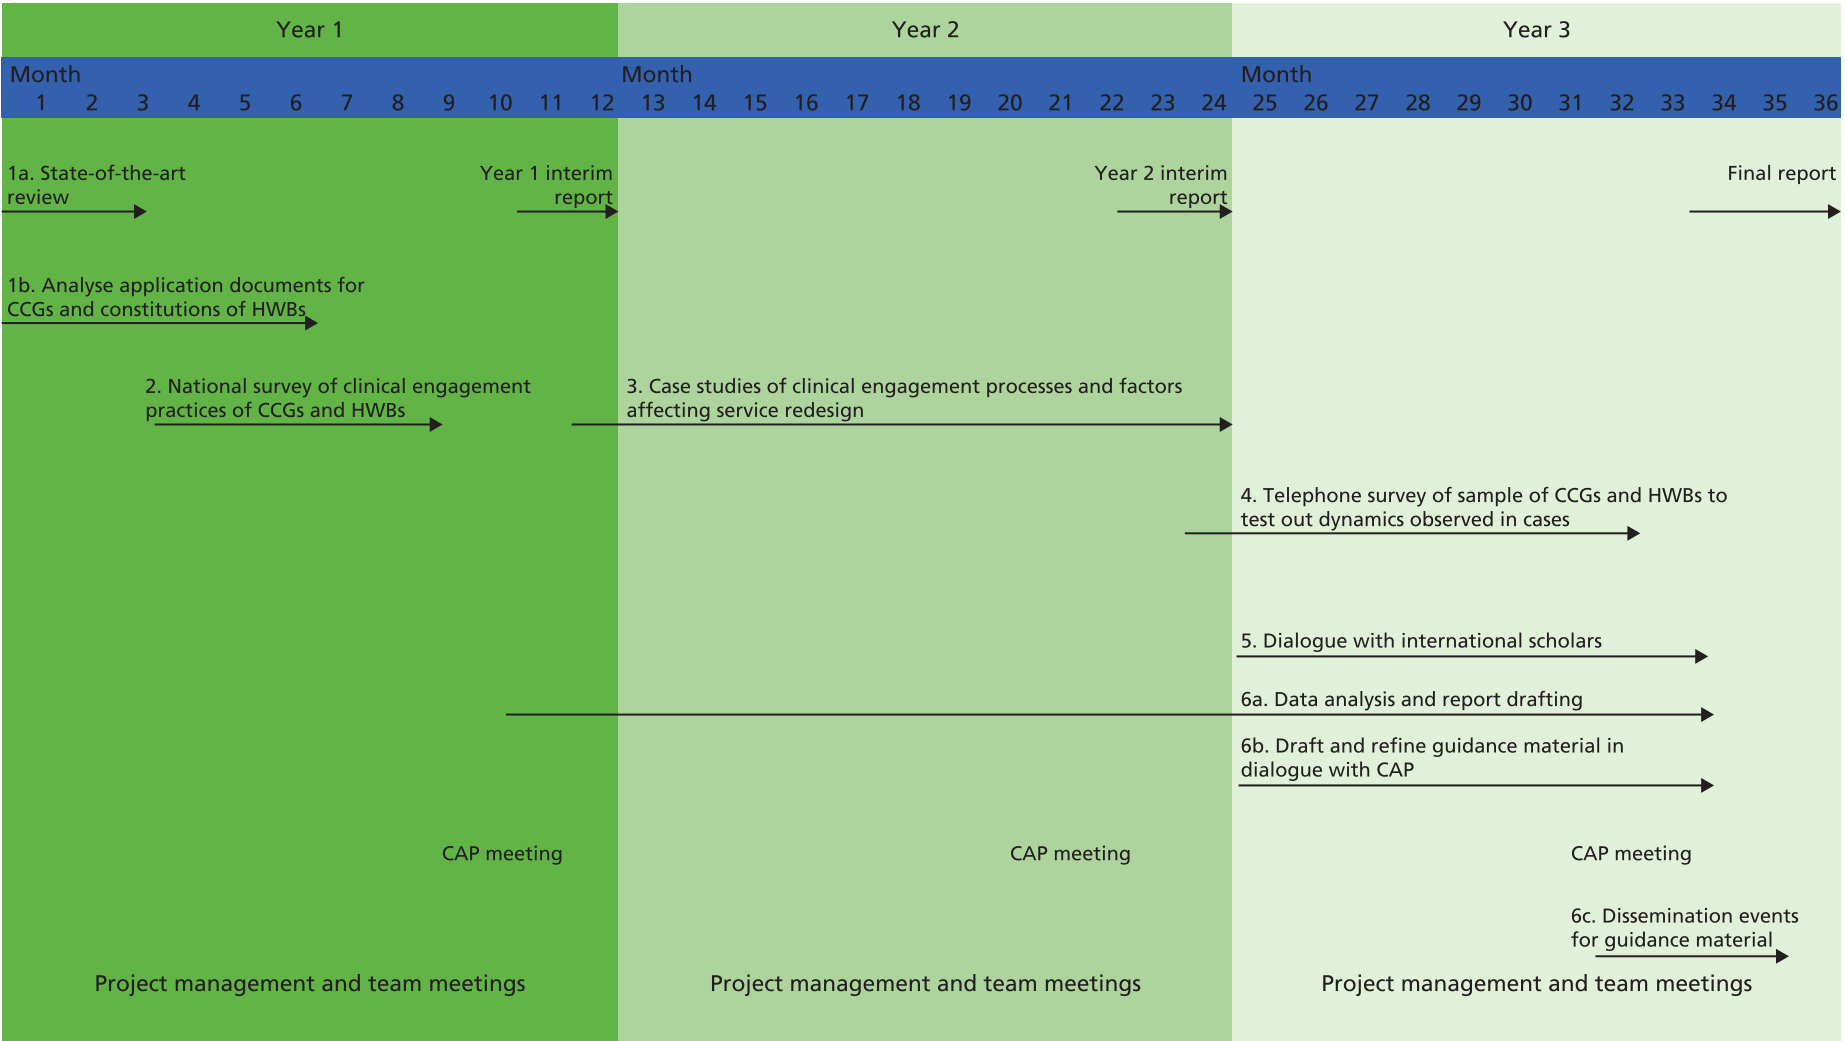 Year 1
Year 2
Year 3
Month
Month
Month
1 2 3 4 5 6 7 8 9 10 11 12 13 14 15 16 17 18 19 20 21 22 23 24 25 26 27 28 29 30 31 32 33 34 35 36
1a. State-of-the-art
review
Year 1 interim
report
Year 2 interim
report
Final report
1b. Analyse application documents for
CCGs and constitutions of HWBs
2. National survey of clinical engagement
practices of CCGs and HWBs
3. Case studies of clinical engagement processes and factors
affecting service redesign
4. Telephone survey of sample of CCGs and HWBs to
test out dynamics observed in cases
5. Dialogue with international scholars
6a. Data analysis and report drafting
6b. Draft and refine guidance material in
dialogue with CAP
CAP meeting
CAP meeting
CAP meeting
6c. Dissemination events
for guidance material
Project management and team meetings
Project management and team meetings
Project management and team meetings